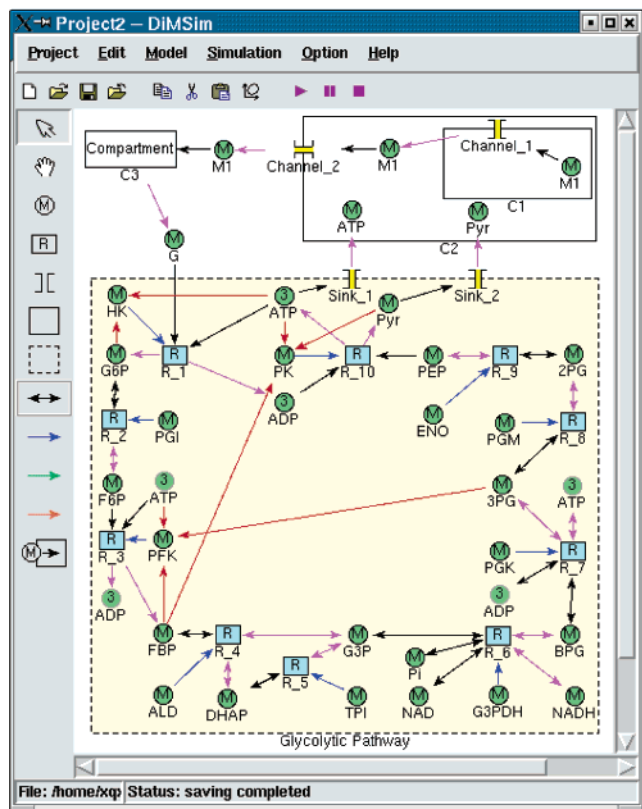 Project2 – DiMSim
Project Edit Model Simulation Option Help
Compartment
C3
M M1
Channel_2
M M1
Channel_1
M M1
C1
M ATP
M Pyr
C2
M G
Sink_1
Sink_2
M HK
3 ATP
M Pyr
M G6P
R R_1
M PK
R R_10
M PEP
R R_9
M 2PG
3 ADP
M ENO
R R_2
M PGI
M PGM
R R_8
M F6P
3 ATP
M 3PG
3 ATP
R R_3
M PFK
M PGK
R R_7
3 ADP
3 ADP
M FBP
R R_4
M G3P
R R_6
M BPG
R R_5
M Pi
M ALD
M DHAP
M TPI
M NAD
M G3PDH
M NADH
Glycolytic Pathway
M
R
M
File: /home/xqp
Status: saving completed